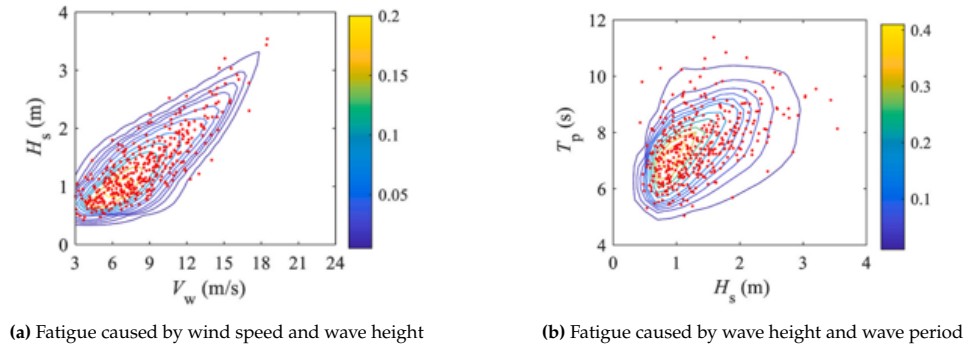 4
3
2
1
0
H_s (m)
3 6 9 12 15 18 21 24
V_w (m/s)
0.2
0.15
0.1
0.05
(a) Fatigue caused by wind speed and wave height
12
10
8
6
4
T_p (s)
0 1 2 3 4
H_s (m)
0.4
0.3
0.2
0.1
(b) Fatigue caused by wave height and wave period